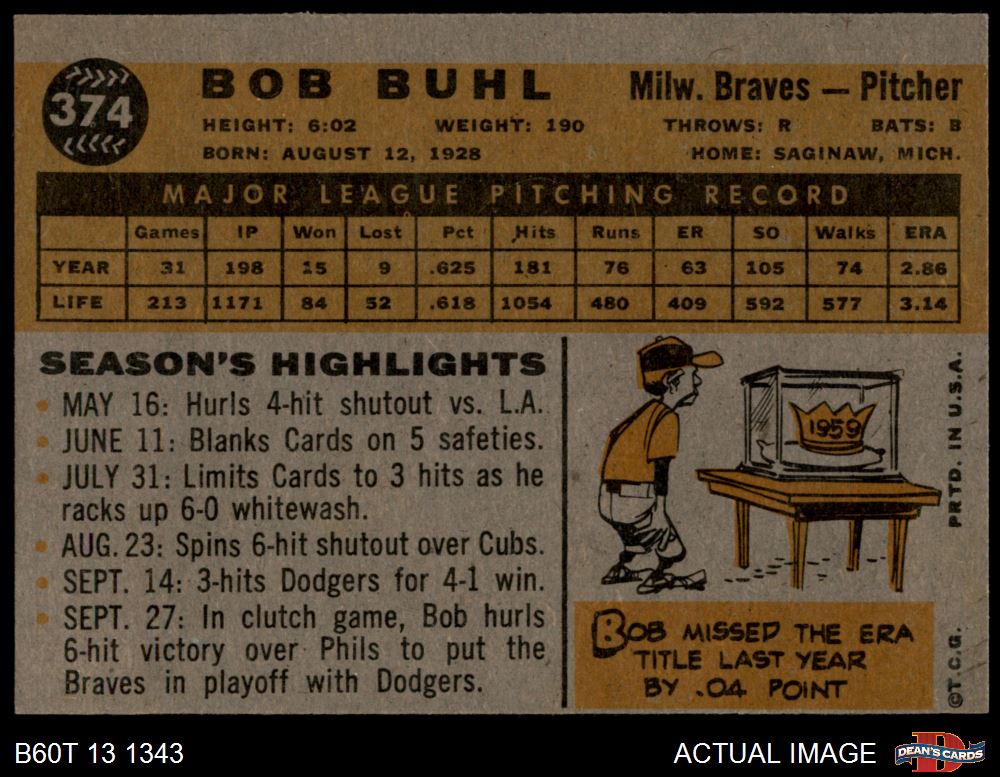 374
BOB BUHL
Milw. Braves — Pitcher
HEIGHT: 6:02 WEIGHT: 190 THROWS: R BATS: B
BORN: AUGUST 12, 1928 HOME: SAGINAW, MICH.
MAJOR LEAGUE PITCHING RECORD
Games IP Won Lost Pct Hits Runs ER SO Walks ERA
YEAR 31 198 15 9 .625 181 76 63 105 74 2.86
LIFE 213 1171 84 52 .618 1054 480 409 592 577 3.14
SEASON'S HIGHLIGHTS
• MAY 16: Hurls 4-hit shutout vs. L.A.
• JUNE 11: Blanks Cards on 5 safeties.
• JULY 31: Limits Cards to 3 hits as he
racks up 6-0 whitewash.
• AUG. 23: Spins 6-hit shutout over Cubs.
• SEPT. 14: 3-hits Dodgers for 4-1 win.
• SEPT. 27: In clutch game, Bob hurls
6-hit victory over Phils to put the
Braves in playoff with Dodgers.
1959
BOB MISSED THE ERA
TITLE LAST YEAR
BY .04 POINT
©T.C.G. PRTD. IN U.S.A.
B60T 13 1343
ACTUAL IMAGE
D
DEAN'S CARDS